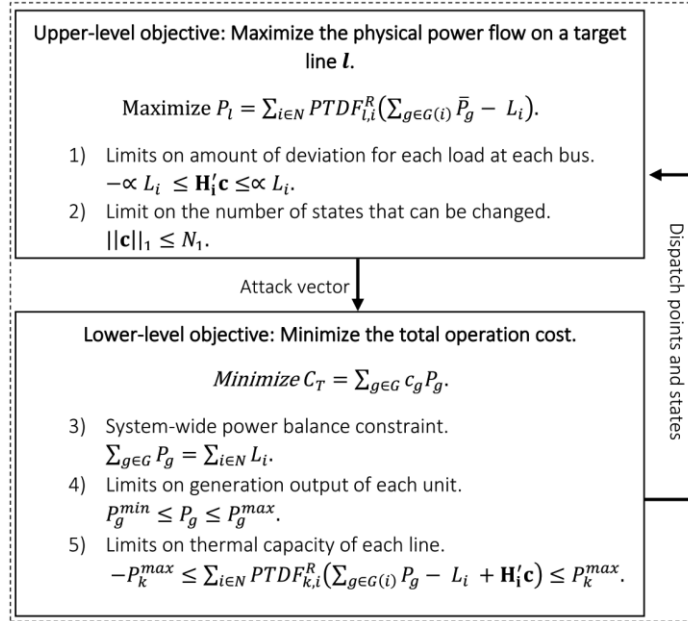 Upper-level objective: Maximize the physical power flow on a target
line l.
Maximize P_l = ∑_{i∈N} PTDF^R_{l,i}(∑_{g∈G(i)} P̄_g − L_i).
1) Limits on amount of deviation for each load at each bus.
−∝ L_i ≤ H′_i c ≤∝ L_i.
2) Limit on the number of states that can be changed.
||c||_1 ≤ N_1.
Attack vector
Lower-level objective: Minimize the total operation cost.
Minimize C_T = ∑_{g∈G} c_g P_g.
3) System-wide power balance constraint.
∑_{g∈G} P_g = ∑_{i∈N} L_i.
4) Limits on generation output of each unit.
P_g^{min} ≤ P_g ≤ P_g^{max}.
5) Limits on thermal capacity of each line.
−P_k^{max} ≤ ∑_{i∈N} PTDF^R_{k,i}(∑_{g∈G(i)} P_g − L_i + H′_i c) ≤ P_k^{max}.
Dispatch points and states